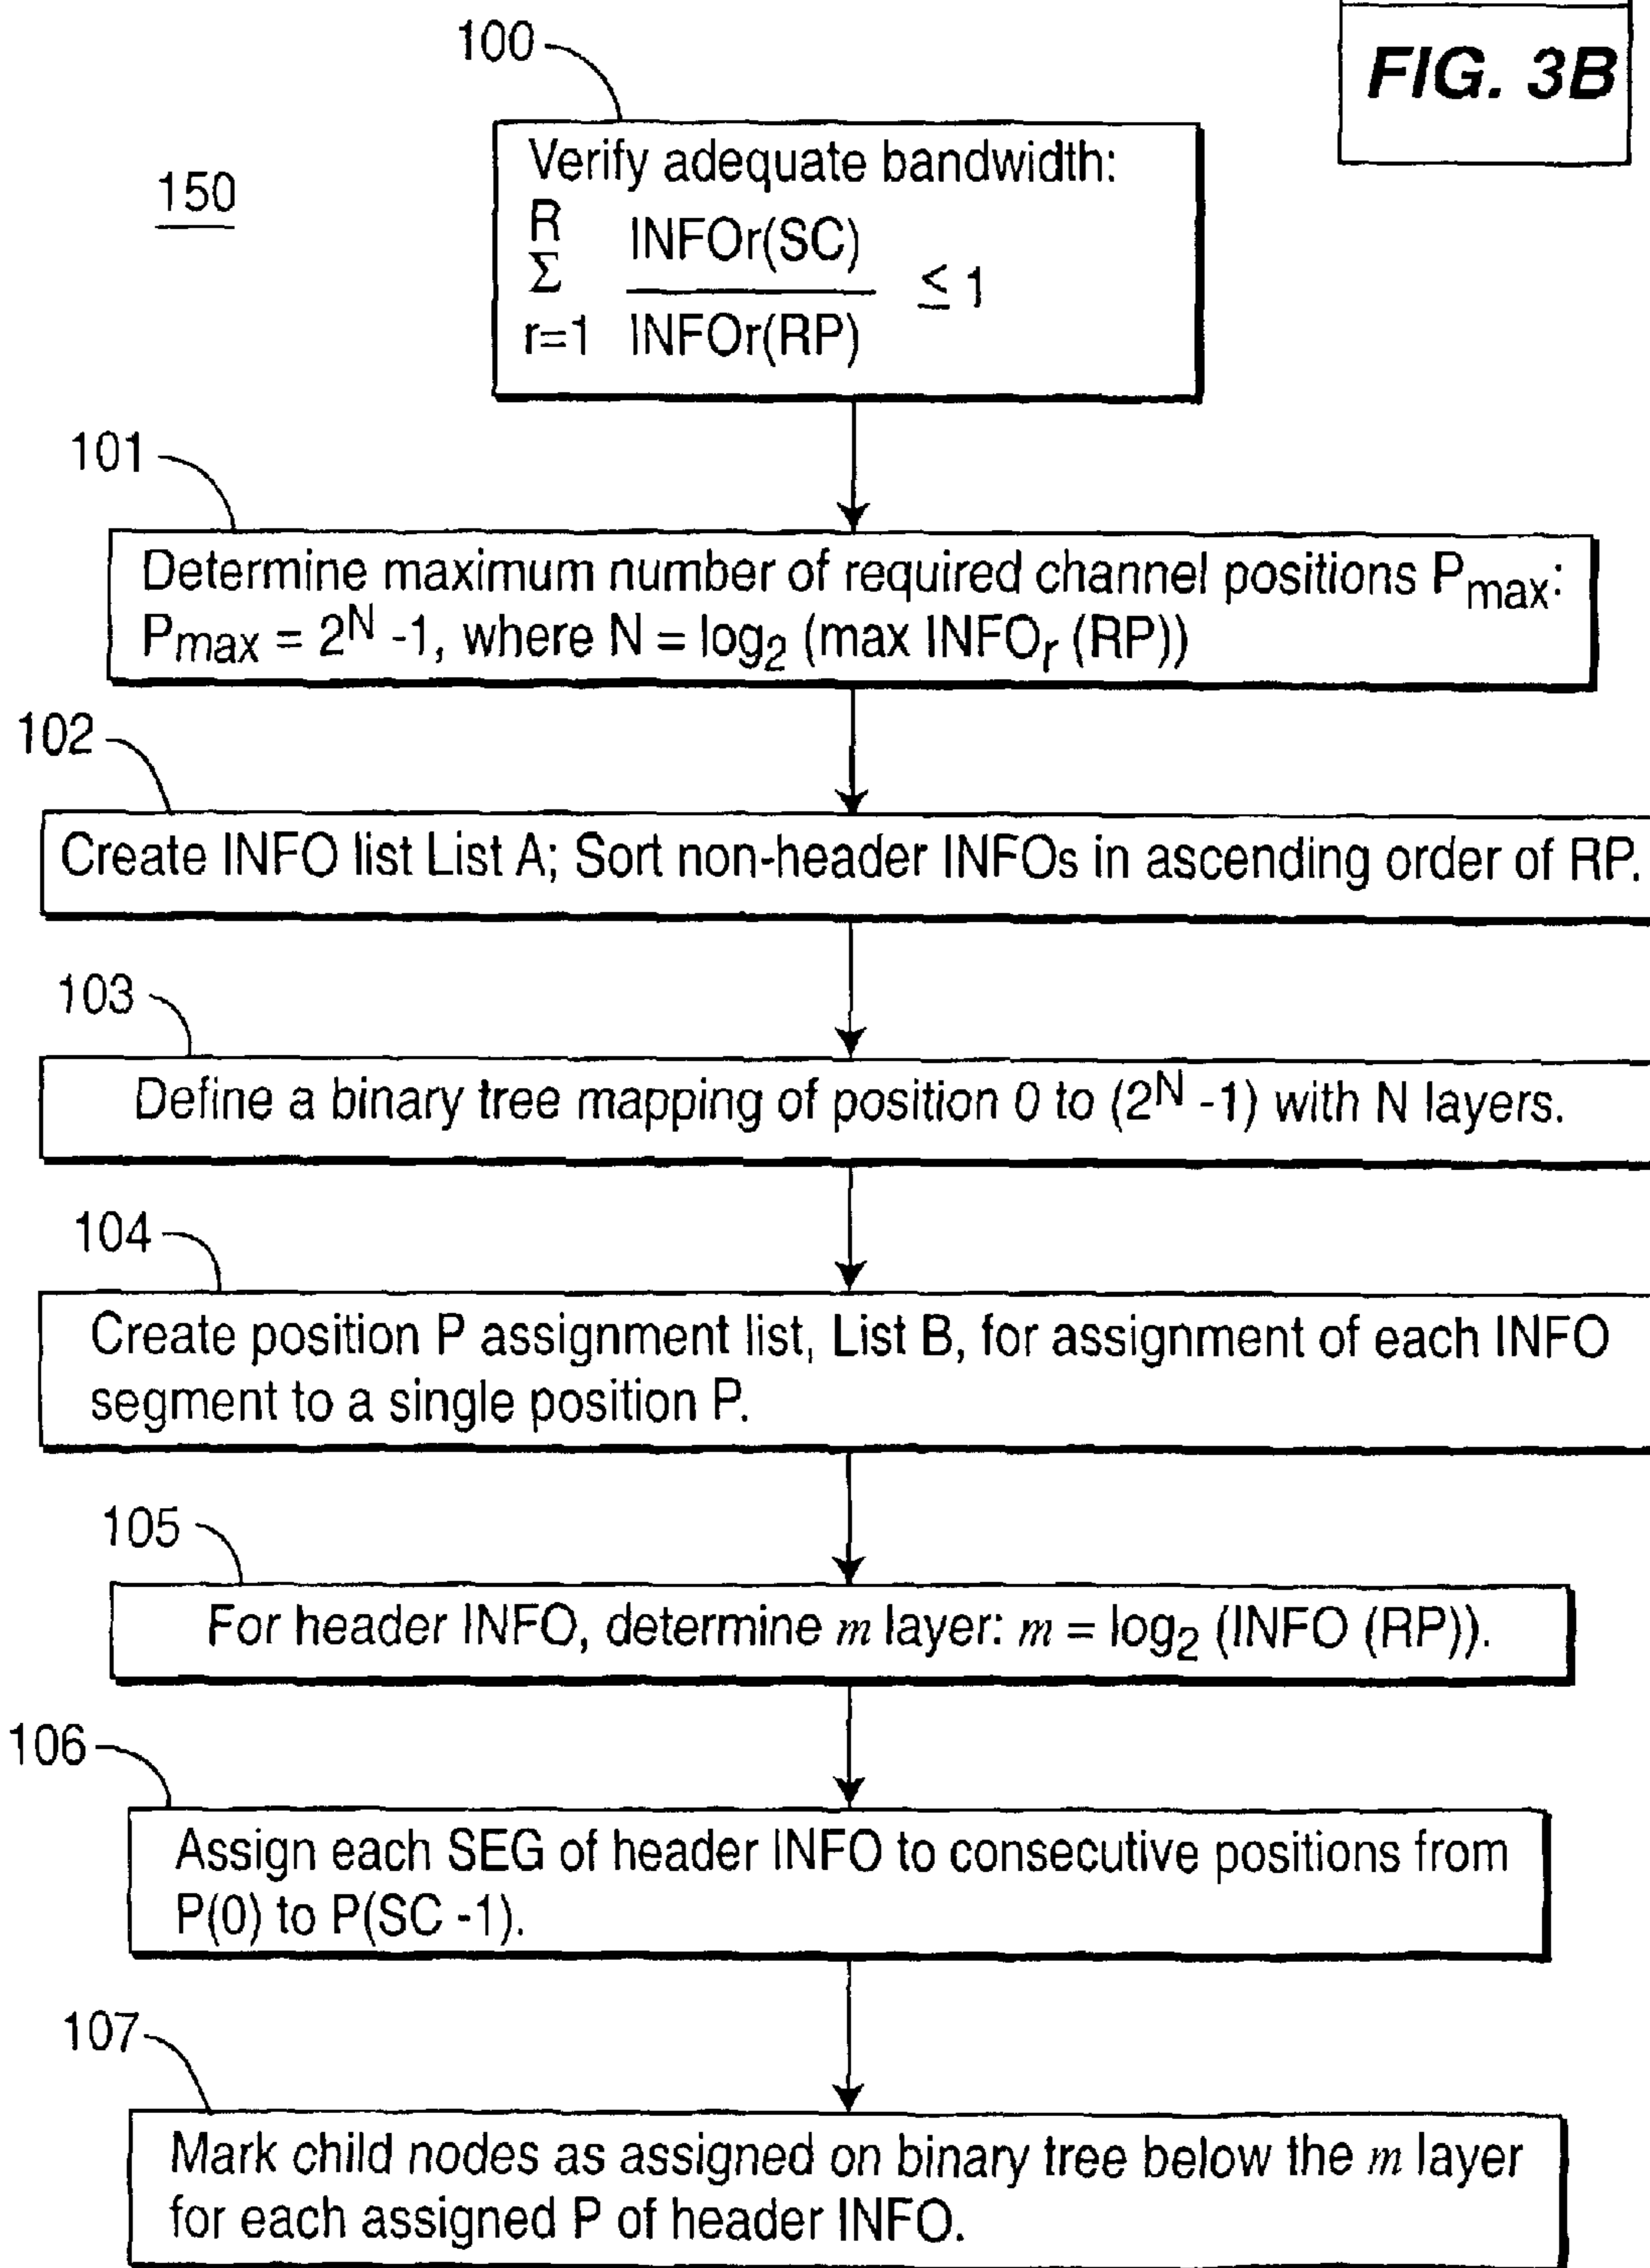 FIG. 3B
100
150
Verify adequate bandwidth:
R
Σ
r=1
INFOr(SC)
INFOr(RP)
≤ 1
101
Determine maximum number of required channel positions Pmax:
Pmax = 2^N -1, where N = log2 (max INFOr (RP))
102
Create INFO list List A; Sort non-header INFOs in ascending order of RP.
103
Define a binary tree mapping of position 0 to (2^N -1) with N layers.
104
Create position P assignment list, List B, for assignment of each INFO
segment to a single position P.
105
For header INFO, determine m layer: m = log2 (INFO (RP)).
106
Assign each SEG of header INFO to consecutive positions from
P(0) to P(SC -1).
107
Mark child nodes as assigned on binary tree below the m layer
for each assigned P of header INFO.